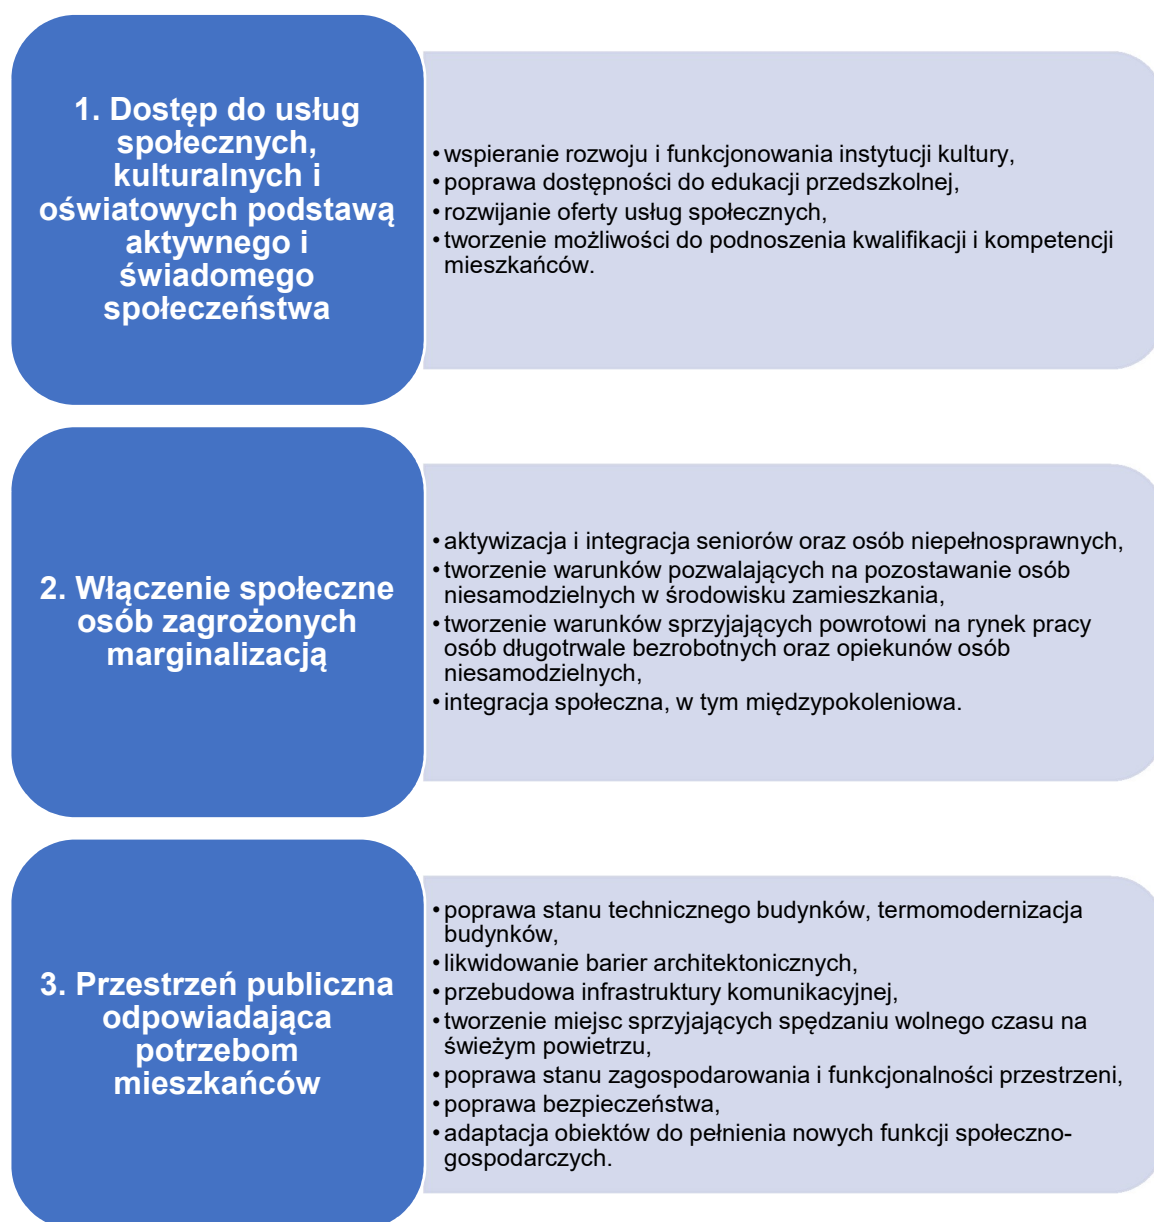 1. Dostęp do usług
społecznych,
kulturalnych i
oświatowych podstawą
aktywnego i
świadomego
społeczeństwa
• wspieranie rozwoju i funkcjonowania instytucji kultury,
• poprawa dostępności do edukacji przedszkolnej,
• rozwijanie oferty usług społecznych,
• tworzenie możliwości do podnoszenia kwalifikacji i kompetencji
mieszkańców.
2. Włączenie społeczne
osób zagrożonych
marginalizacją
• aktywizacja i integracja seniorów oraz osób niepełnosprawnych,
• tworzenie warunków pozwalających na pozostawanie osób
niesamodzielnych w środowisku zamieszkania,
• tworzenie warunków sprzyjających powrotowi na rynek pracy
osób długotrwale bezrobotnych oraz opiekunów osób
niesamodzielnych,
• integracja społeczna, w tym międzypokoleniowa.
3. Przestrzeń publiczna
odpowiadająca
potrzebom
mieszkańców
• poprawa stanu technicznego budynków, termomodernizacja
budynków,
• likwidowanie barier architektonicznych,
• przebudowa infrastruktury komunikacyjnej,
• tworzenie miejsc sprzyjających spędzaniu wolnego czasu na
świeżym powietrzu,
• poprawa stanu zagospodarowania i funkcjonalności przestrzeni,
• poprawa bezpieczeństwa,
• adaptacja obiektów do pełnienia nowych funkcji społeczno-
gospodarczych.